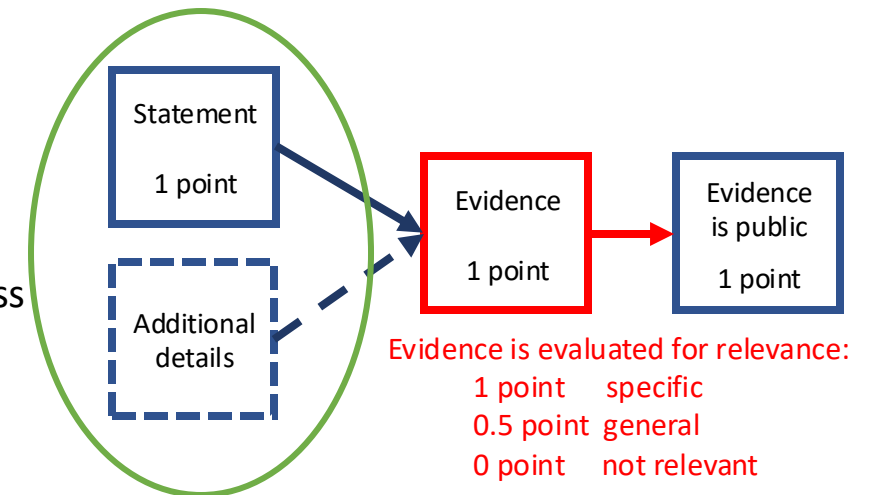 Statement
1 point
ss
Additional
details
Evidence
1 point
Evidence
is public
1 point
Evidence is evaluated for relevance:
1 point specific
0.5 point general
0 point not relevant